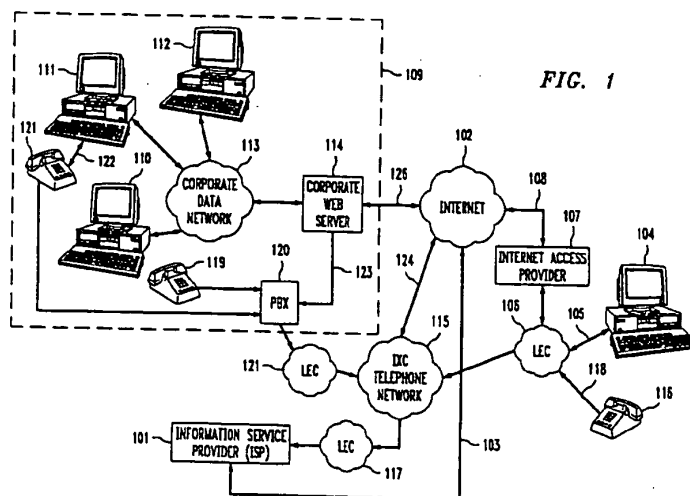 FIG. 1
112
111
109
121
122
113
114
102
126
108
110
CORPORATE
DATA
NETWORK
CORPORATE
WEB
SERVER
INTERNET
107
104
119
120
123
124
INTERNET ACCESS
PROVIDER
PBX
106
105
115
LEC
121
LEC
IXC
TELEPHONE
NETWORK
118
116
101
INFORMATION SERVICE
PROVIDER (ISP)
LEC
117
103